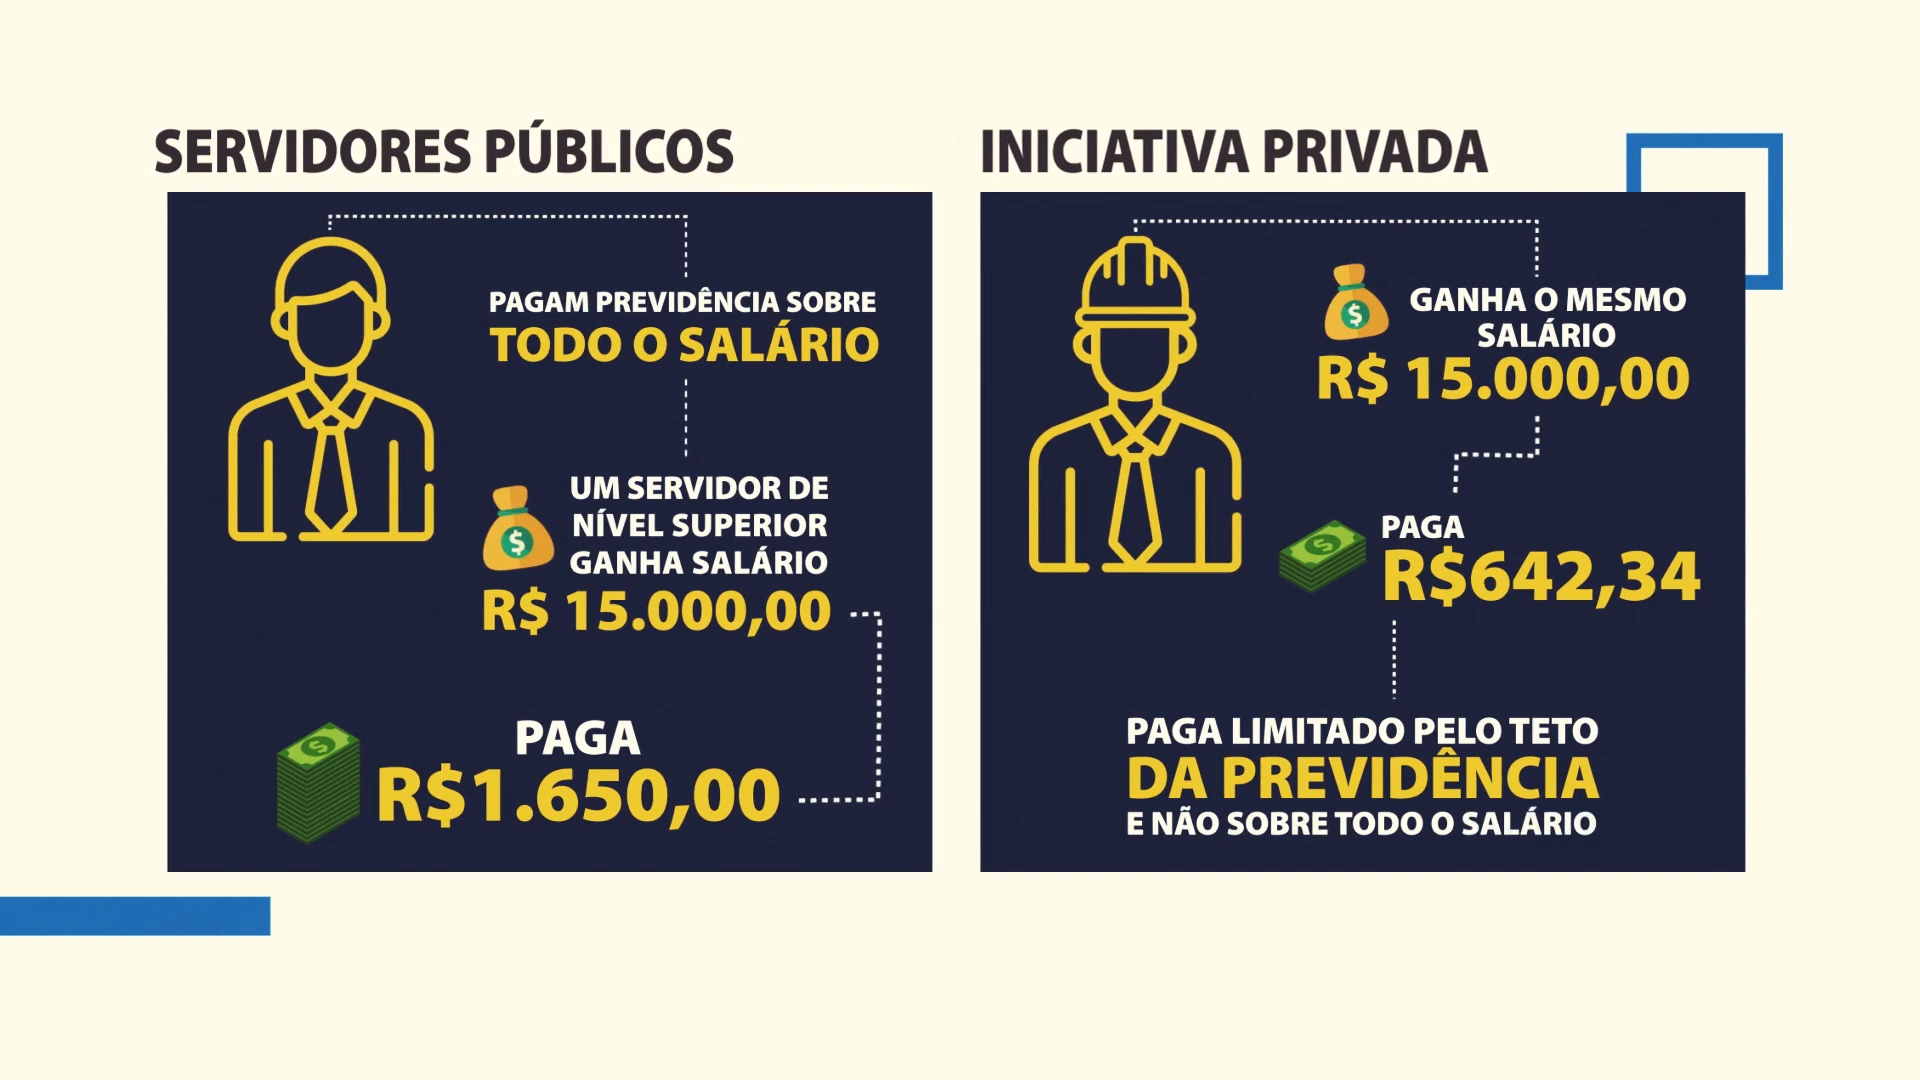 SERVIDORES PÚBLICOS
PAGAM PREVIDÊNCIA SOBRE
TODO O SALÁRIO
$
UM SERVIDOR DE
NÍVEL SUPERIOR
GANHA SALÁRIO
R$ 15.000,00
PAGA
$
R$1.650,00
INICIATIVA PRIVADA
$
GANHA O MESMO
SALÁRIO
R$ 15.000,00
PAGA
$
R$642,34
PAGA LIMITADO PELO TETO
DA PREVIDÊNCIA
E NÃO SOBRE TODO O SALÁRIO